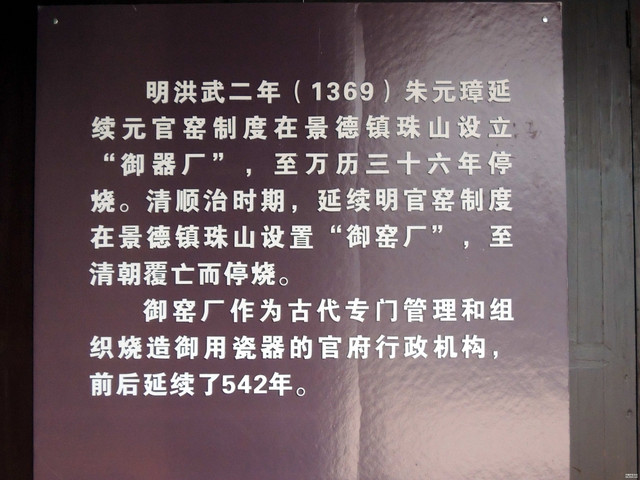 明洪武二年（1369）朱元璋延
续元官窑制度在景德镇珠山设立
“御器厂”，至万历三十六年停
烧。清顺治时期，延续明官窑制度
在景德镇珠山设置“御窑厂”，至
清朝覆亡而停烧。
御窑厂作为古代专门管理和组
织烧造御用瓷器的官府行政机构，
前后延续了542年。